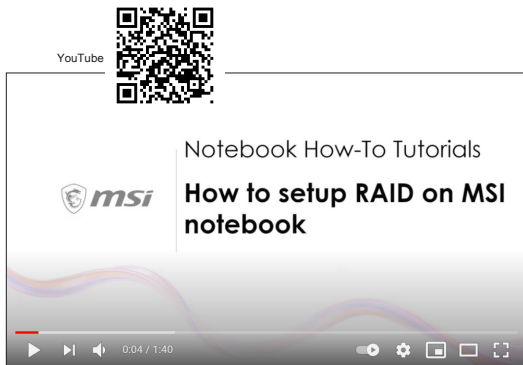 YouTube
Notebook How-To Tutorials
msi
How to setup RAID on MSI
notebook
0:04 / 1:40